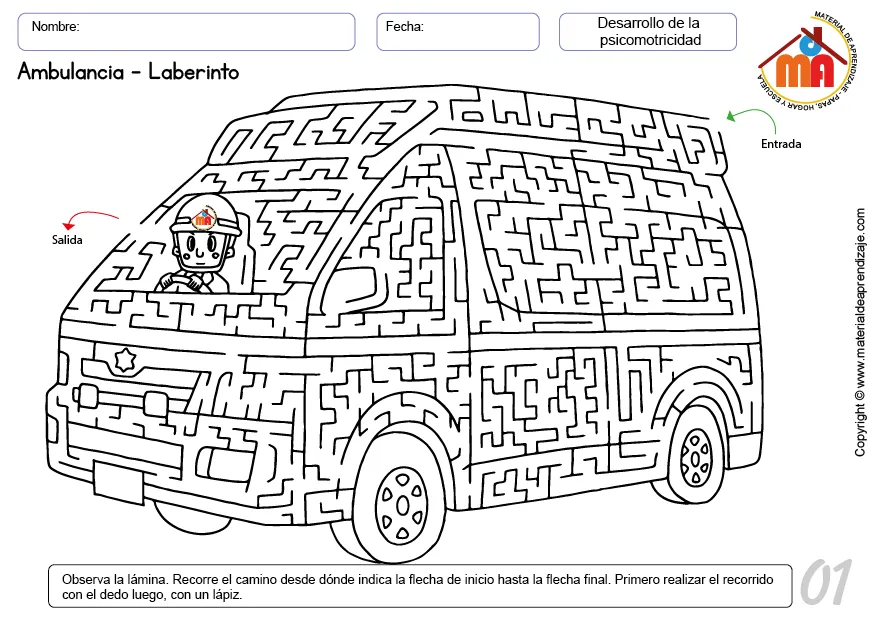 Nombre:
Fecha:
Desarrollo de la
psicomotricidad
Ambulancia - Laberinto
MATERIAL DE APRENDIZAJE - PAPAS, HOGAR Y ESCUELA
mdA
Entrada
Salida
mA
Copyright © www.materialdeaprendizaje.com
Observa la lámina. Recorre el camino desde dónde indica la flecha de inicio hasta la flecha final. Primero realizar el recorrido
con el dedo luego, con un lápiz.
01